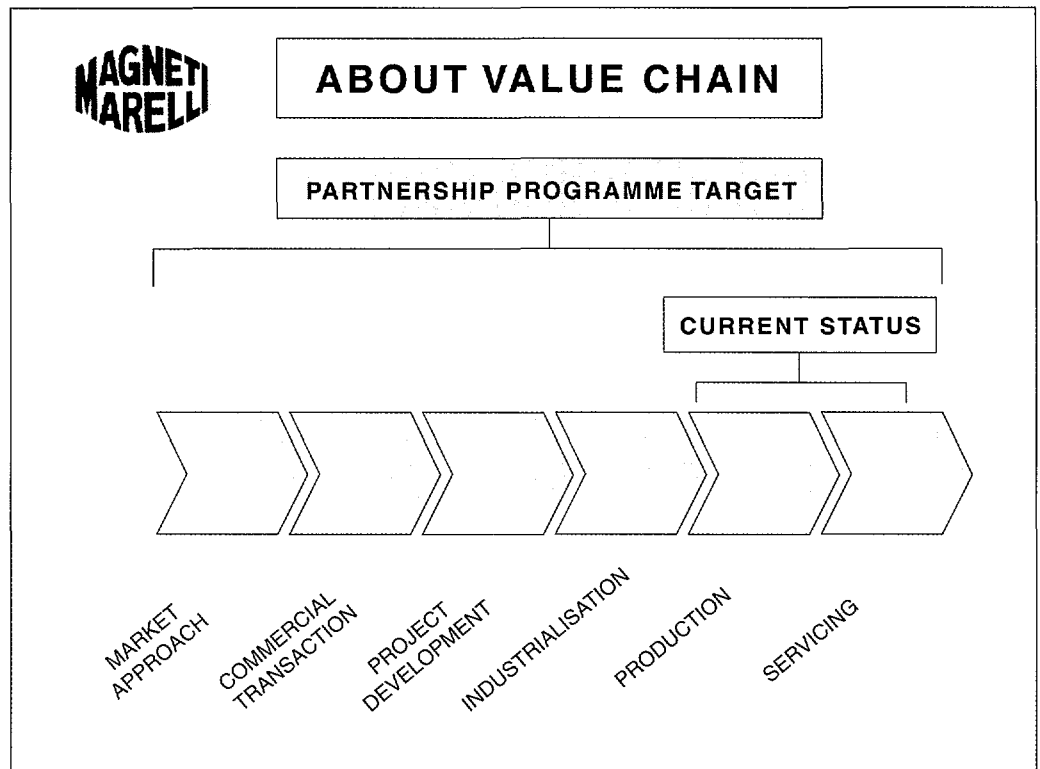 MAGNETI
MARELLI
ABOUT VALUE CHAIN
PARTNERSHIP PROGRAMME TARGET
CURRENT STATUS
MARKET
APPROACH
COMMERCIAL
TRANSACTION
PROJECT
DEVELOPMENT
INDUSTRIALISATION
PRODUCTION
SERVICING